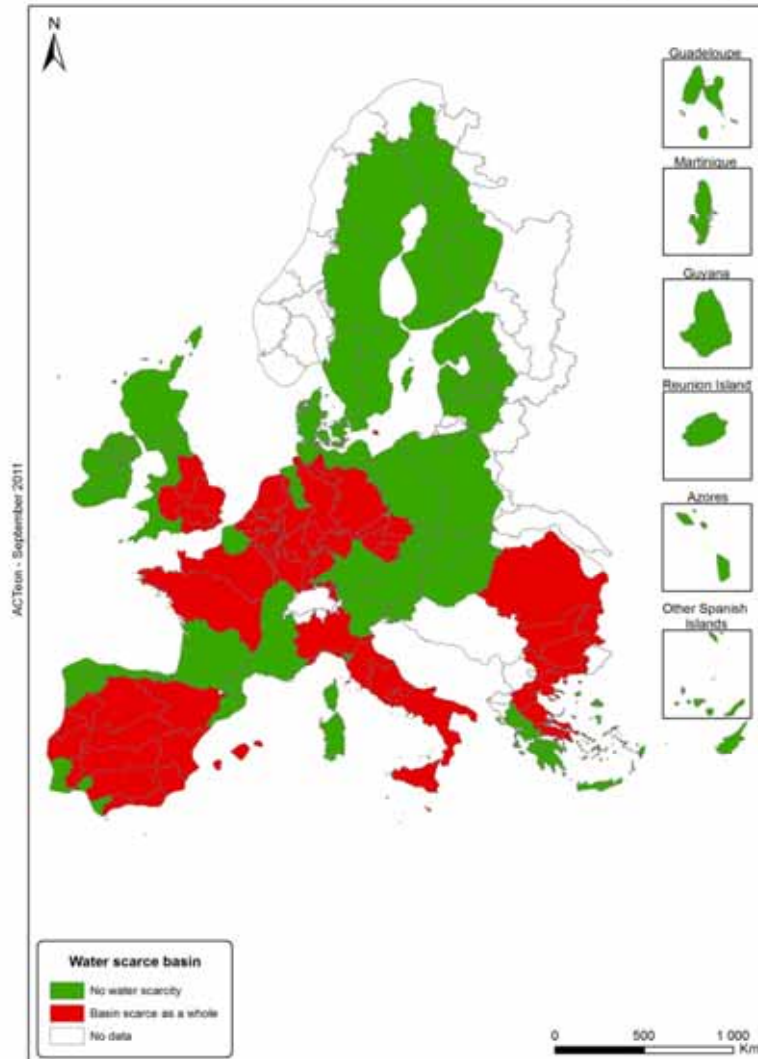 N
Guadeloupe
Martinique
Guyana
Reunion Island
Azores
Other Spanish
Islands
ACTeon - September 2011
Water scarce basin
No water scarcity
Basin scarce as a whole
No data
0 500 1 000
Km